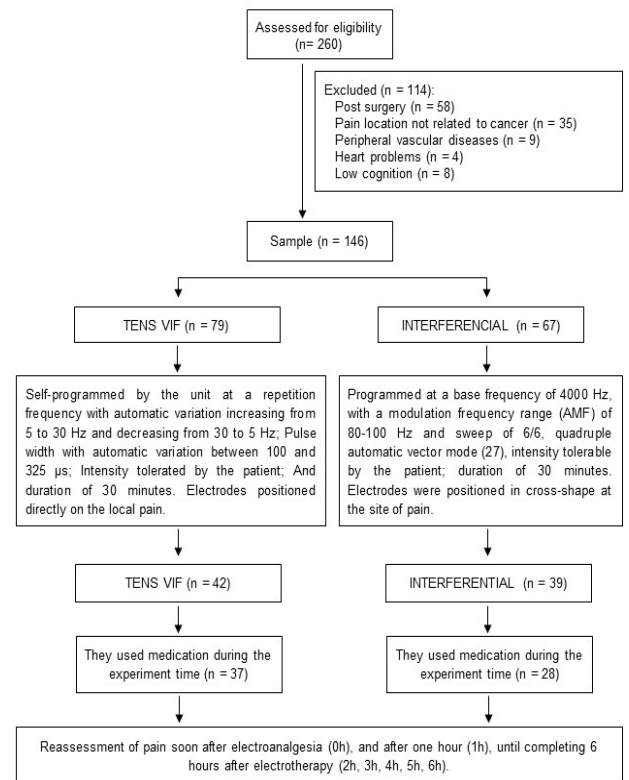 Assessed for eligibility
(n= 260)
Excluded (n = 114):
Post surgery (n = 58)
Pain location not related to cancer (n = 35)
Peripheral vascular diseases (n = 9)
Heart problems (n = 4)
Low cognition (n = 8)
Sample (n = 146)
TENS VIF (n = 79)
INTERFERENCIAL (n = 67)
Self-programmed by the unit at a repetition
frequency with automatic variation increasing from
5 to 30 Hz and decreasing from 30 to 5 Hz; Pulse
width with automatic variation between 100 and
325 µs; Intensity tolerated by the patient; And
duration of 30 minutes. Electrodes positioned
directly on the local pain.
Programmed at a base frequency of 4000 Hz,
with a modulation frequency range (AMF) of
80-100 Hz and sweep of 6/6, quadruple
automatic vector mode (27), intensity tolerable
by the patient; duration of 30 minutes.
Electrodes were positioned in cross-shape at
the site of pain.
TENS VIF (n = 42)
INTERFERENTIAL (n = 39)
They used medication during the
experiment time (n = 37)
They used medication during the
experiment time (n = 28)
Reassessment of pain soon after electroanalgesia (0h), and after one hour (1h), until completing 6
hours after electrotherapy (2h, 3h, 4h, 5h, 6h).